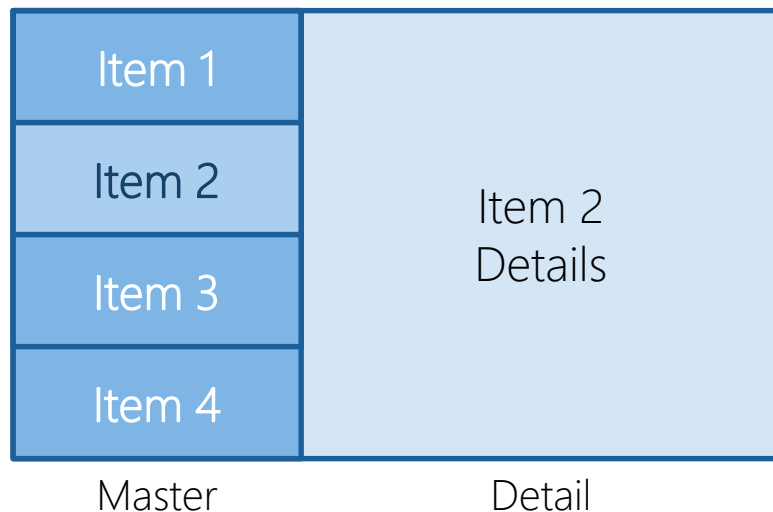 Item 1
Item 2
Item 3
Item 4
Item 2
Details
Master
Detail